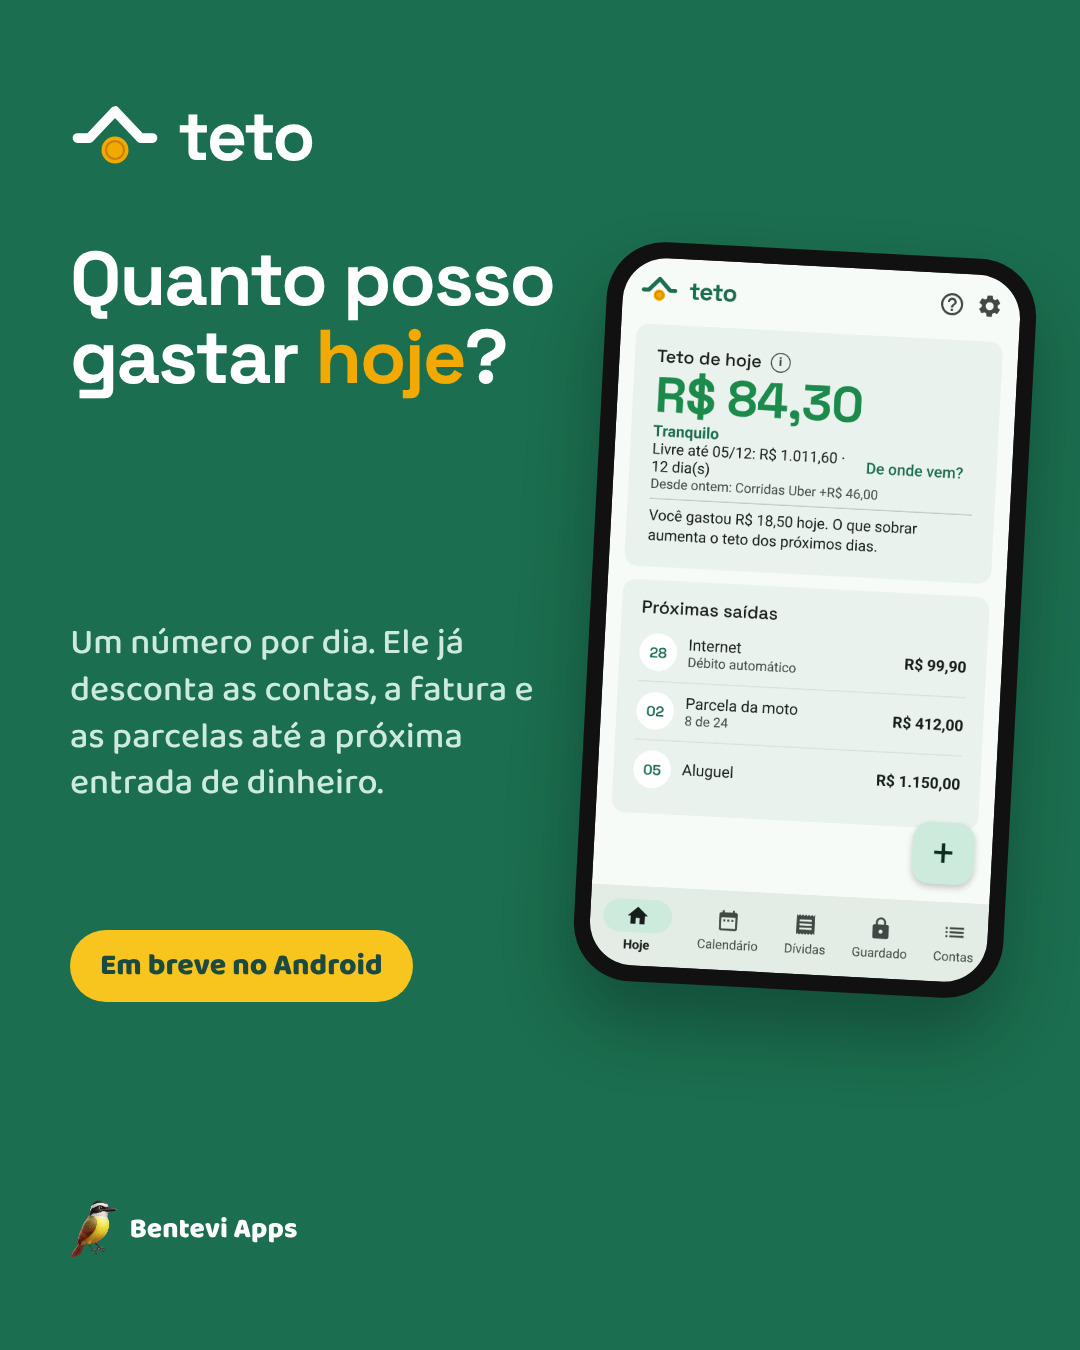 teto
Quanto posso
gastar hoje?
Um número por dia. Ele já
desconta as contas, a fatura e
as parcelas até a próxima
entrada de dinheiro.
Em breve no Android
Bentevi Apps
teto
Teto de hoje
R$ 84,30
Tranquilo
Livre até 05/12: R$ 1.011,60 ·
12 dia(s)
De onde vem?
Desde ontem: Corridas Uber +R$ 46,00
Você gastou R$ 18,50 hoje. O que sobrar
aumenta o teto dos próximos dias.
Próximas saídas
28 Internet R$ 99,90
Débito automático
02 Parcela da moto R$ 412,00
8 de 24
05 Aluguel R$ 1.150,00
+
Hoje Calendário Dívidas Guardado Contas